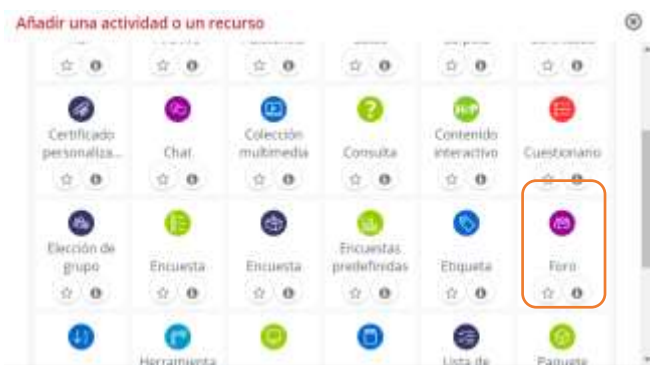 Añadir una actividad o un recurso
Certificado
personaliza...
Chat
Colección
multimedia
Consulta
Contenido
interactivo
Cuestionario
Elección de
grupo
Encuesta
Encuesta
Encuestas
predefinidas
Etiqueta
Foro
Herramienta
Lista de
Paquete